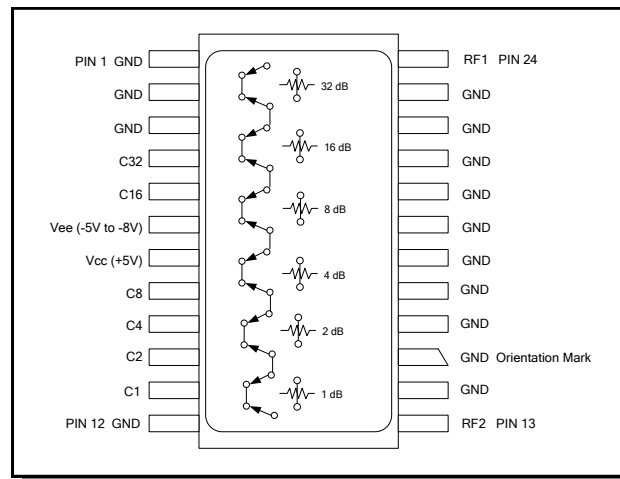 PIN 1 GND
GND
GND
C32
C16
Vee (-5V to -8V)
Vcc (+5V)
C8
C4
C2
C1
PIN 12 GND
32 dB
16 dB
8 dB
4 dB
2 dB
1 dB
RF1 PIN 24
GND
GND
GND
GND
GND
GND
GND
GND
GND Orientation Mark
GND
RF2 PIN 13